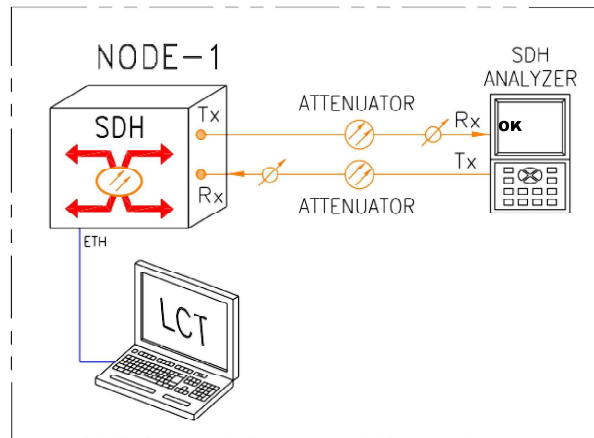 NODE-1
SDH
ANALYZER
Tx
ATTENUATOR
SDH
Rx
OK
Tx
Rx
ATTENUATOR
ETH
LCT